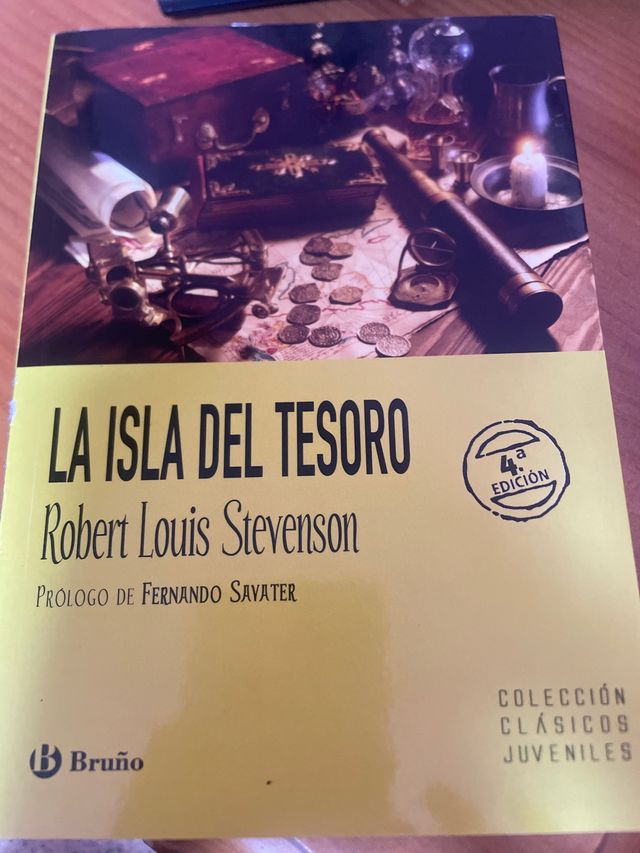 LA ISLA DEL TESORO
4.ª
EDICIÓN
Robert Louis Stevenson
PRÓLOGO DE FERNANDO SAVATER
COLECCIÓN
CLÁSICOS
JUVENILES
B Bruño